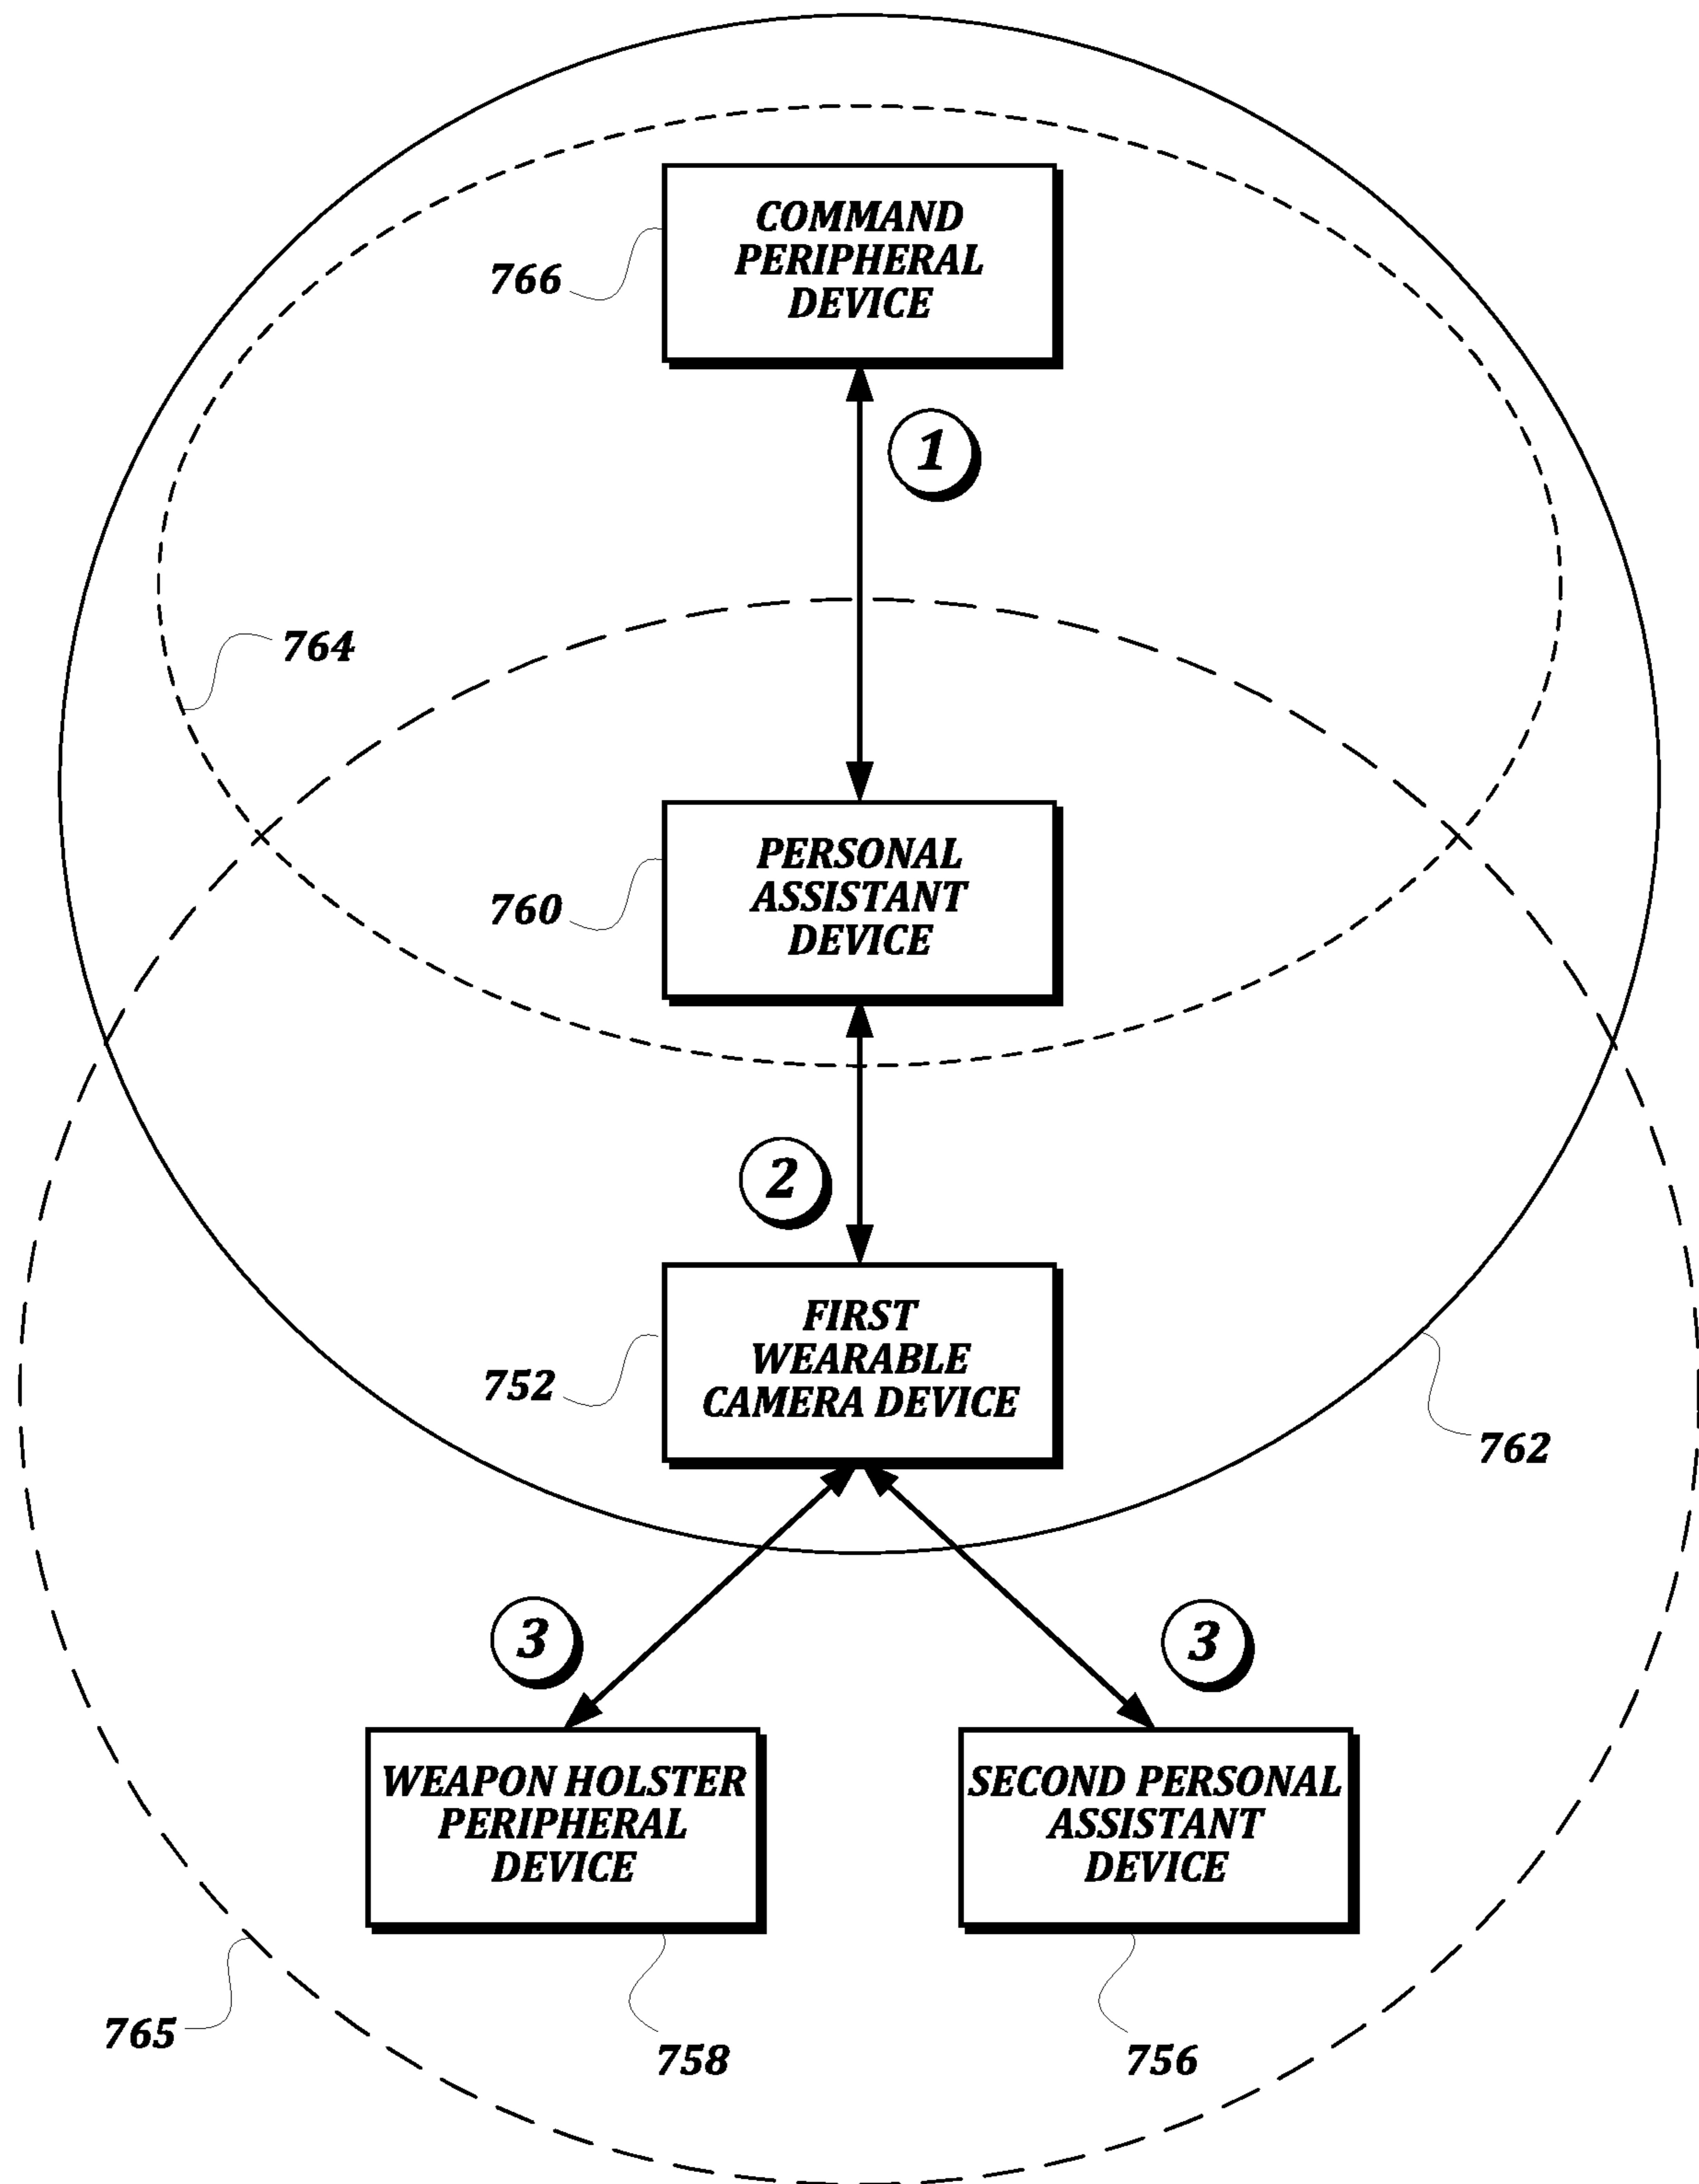 COMMAND
PERIPHERAL
DEVICE
766
1
764
PERSONAL
ASSISTANT
DEVICE
760
2
FIRST
WEARABLE
CAMERA DEVICE
752
762
3
3
WEAPON HOLSTER
PERIPHERAL
DEVICE
SECOND PERSONAL
ASSISTANT
DEVICE
765
758
756